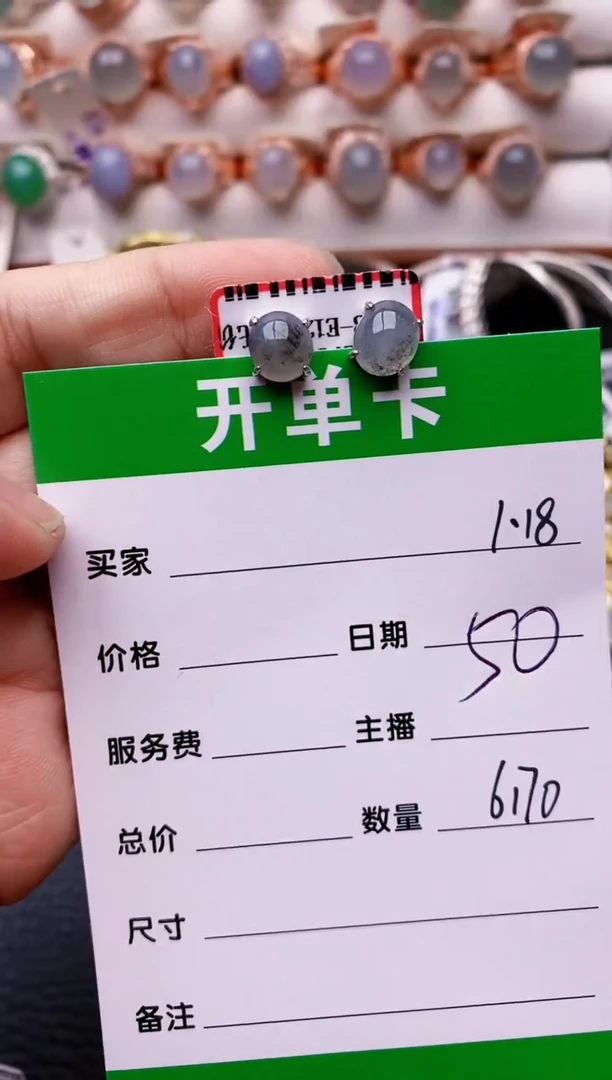 开单卡
买家 1.18
价格 日期 50
服务费 主播
总价 数量 6170
尺寸
备注